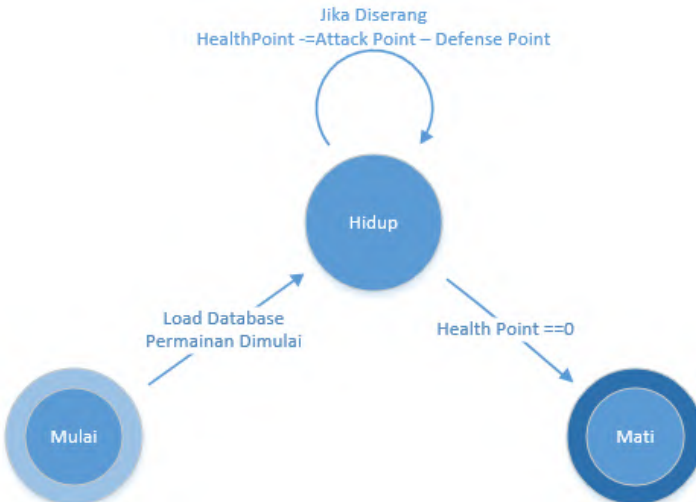 Jika Diserang
HealthPoint -=Attack Point – Defense Point
Hidup
Load Database
Permainan Dimulai
Health Point ==0
Mulai
Mati